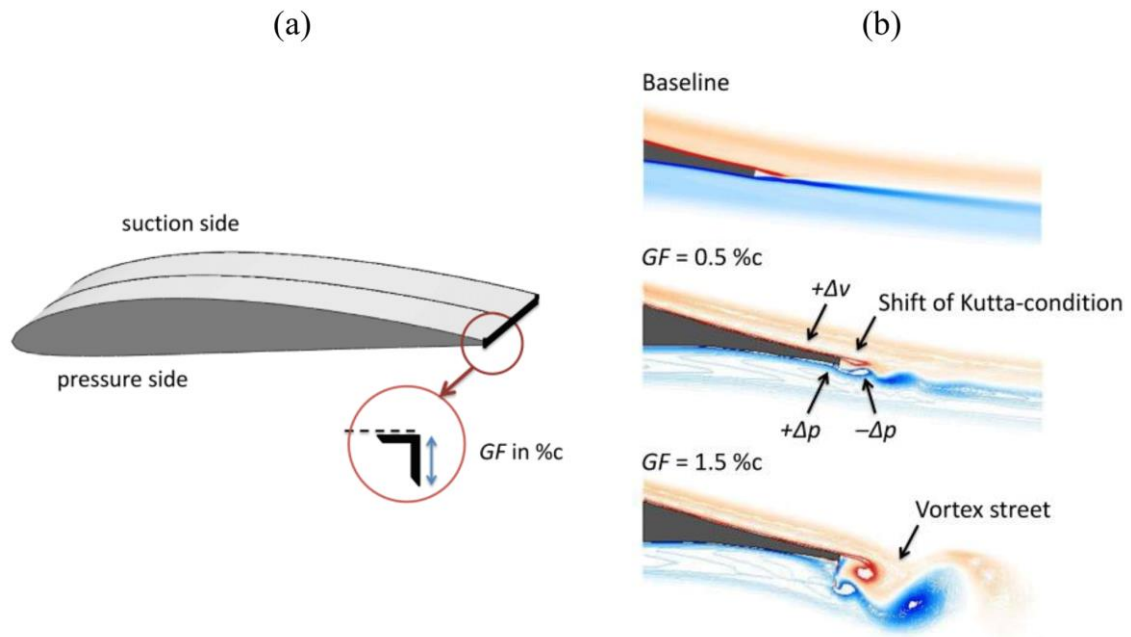 (a)
suction side
pressure side
GF in %c
(b)
Baseline
GF = 0.5 %c
+Δv
Shift of Kutta-condition
+Δp
−Δp
GF = 1.5 %c
Vortex street